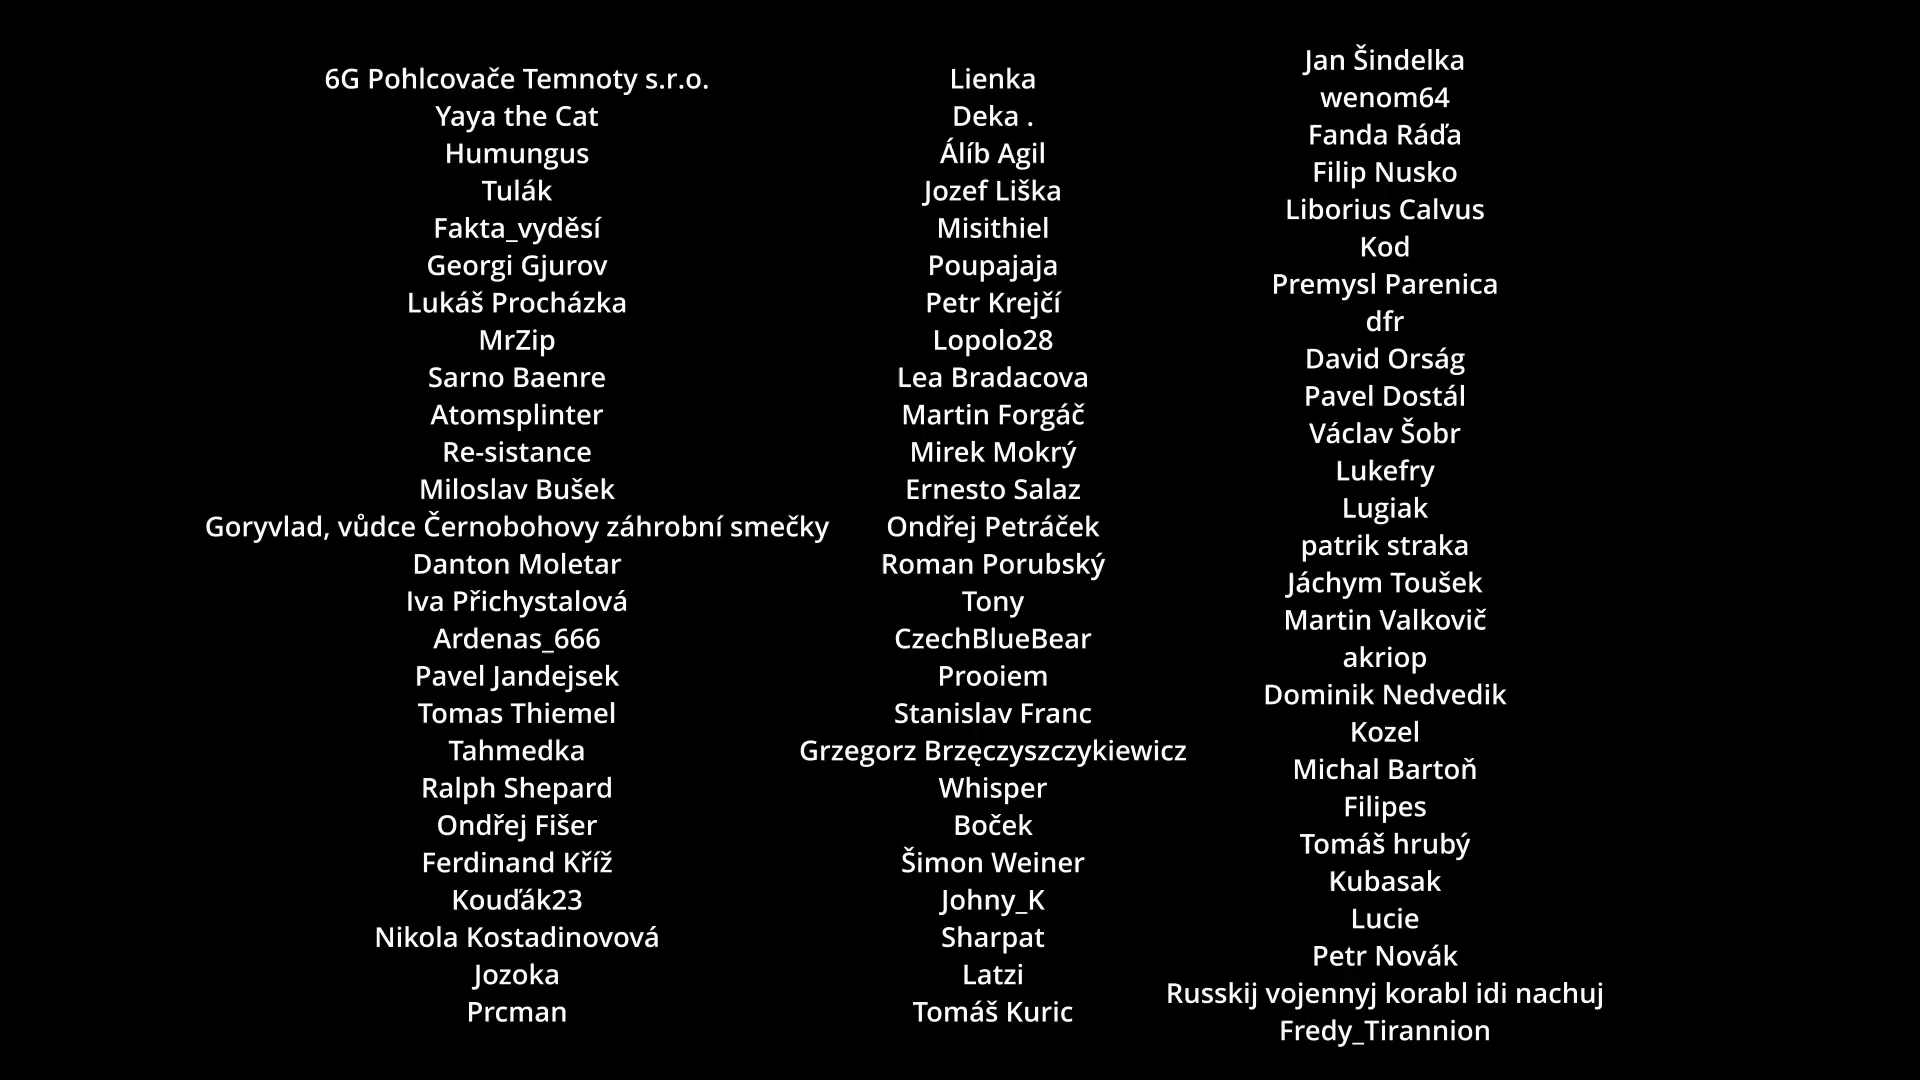 6G Pohlcovače Temnoty s.r.o.
Yaya the Cat
Humungus
Tulák
Fakta_vyděsí
Georgi Gjurov
Lukáš Procházka
MrZip
Sarno Baenre
Atomsplinter
Re-sistance
Miloslav Bušek
Goryvlad, vůdce Černobohovy záhrobní smečky
Danton Moletar
Iva Přichystalová
Ardenas_666
Pavel Jandejsek
Tomas Thiemel
Tahmedka
Ralph Shepard
Ondřej Fišer
Ferdinand Kříž
Kouďák23
Nikola Kostadinovová
Jozoka
Prcman
Lienka
Deka .
Álíb Agil
Jozef Liška
Misithiel
Poupajaja
Petr Krejčí
Lopolo28
Lea Bradacova
Martin Forgáč
Mirek Mokrý
Ernesto Salaz
Ondřej Petráček
Roman Porubský
Tony
CzechBlueBear
Prooiem
Stanislav Franc
Grzegorz Brzęczyszczykiewicz
Whisper
Boček
Šimon Weiner
Johny_K
Sharpat
Latzi
Tomáš Kuric
Jan Šindelka
wenom64
Fanda Ráďa
Filip Nusko
Liborius Calvus
Kod
Premysl Parenica
dfr
David Orság
Pavel Dostál
Václav Šobr
Lukefry
Lugiak
patrik straka
Jáchym Toušek
Martin Valkovič
akriop
Dominik Nedvedik
Kozel
Michal Bartoň
Filipes
Tomáš hrubý
Kubasak
Lucie
Petr Novák
Russkij vojennyj korabl idi nachuj
Fredy_Tirannion